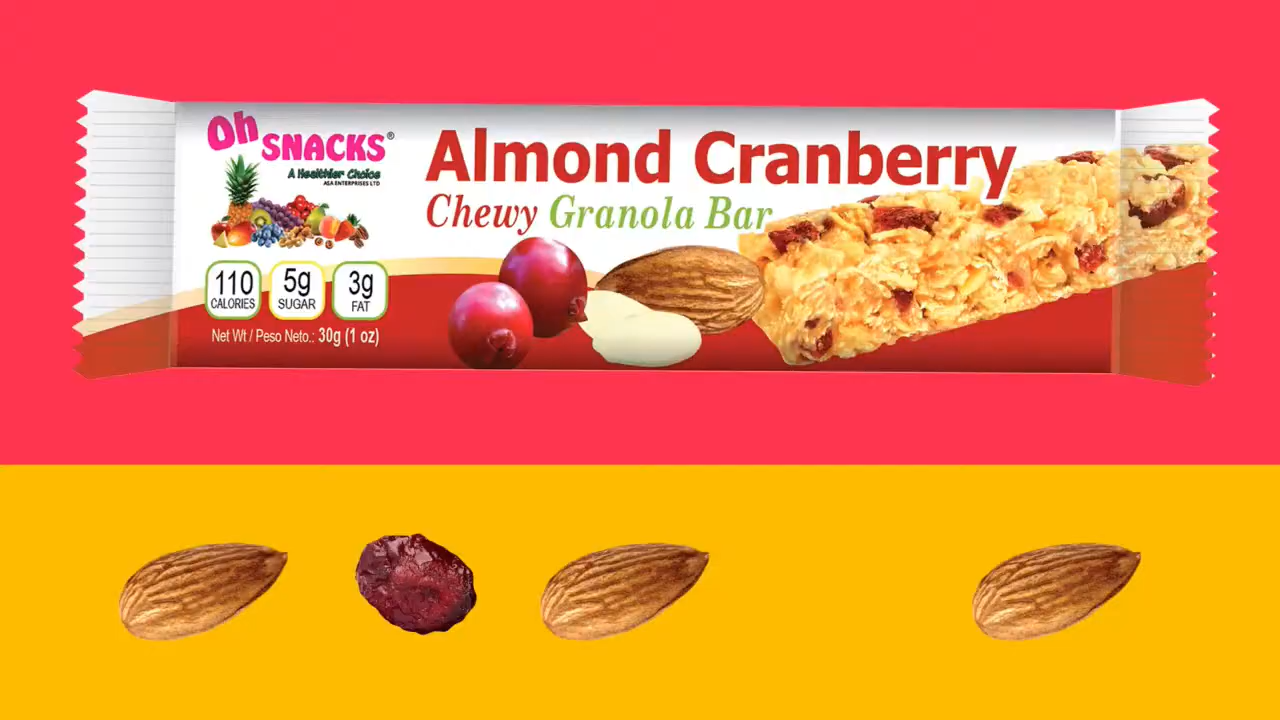 Oh
SNACKS®
A Healthier Choice
ASA ENTERPRISES LTD
Almond Cranberry
Chewy Granola Bar
110 CALORIES
5g SUGAR
3g FAT
Net Wt / Peso Neto.: 30g (1 oz)